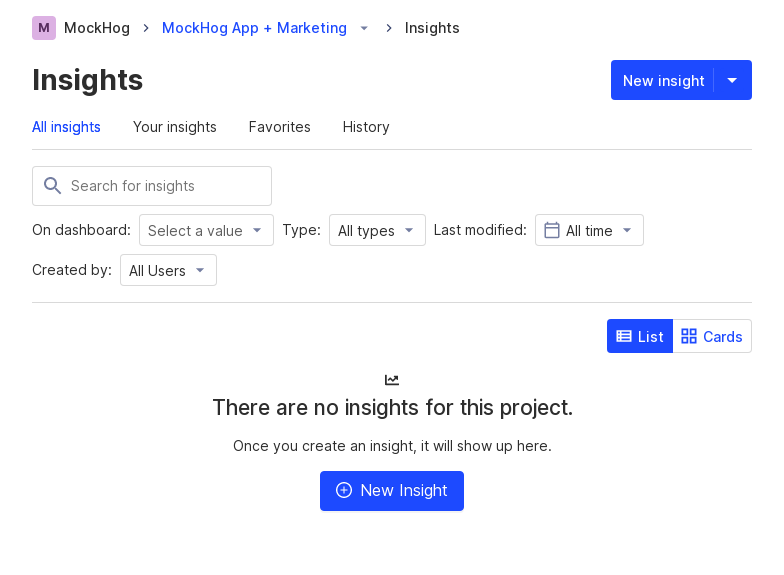 M MockHog > MockHog App + Marketing > Insights
Insights
New insight
All insights Your insights Favorites History
Search for insights
On dashboard: Select a value Type: All types Last modified: All time
Created by: All Users
List Cards
There are no insights for this project.
Once you create an insight, it will show up here.
New Insight